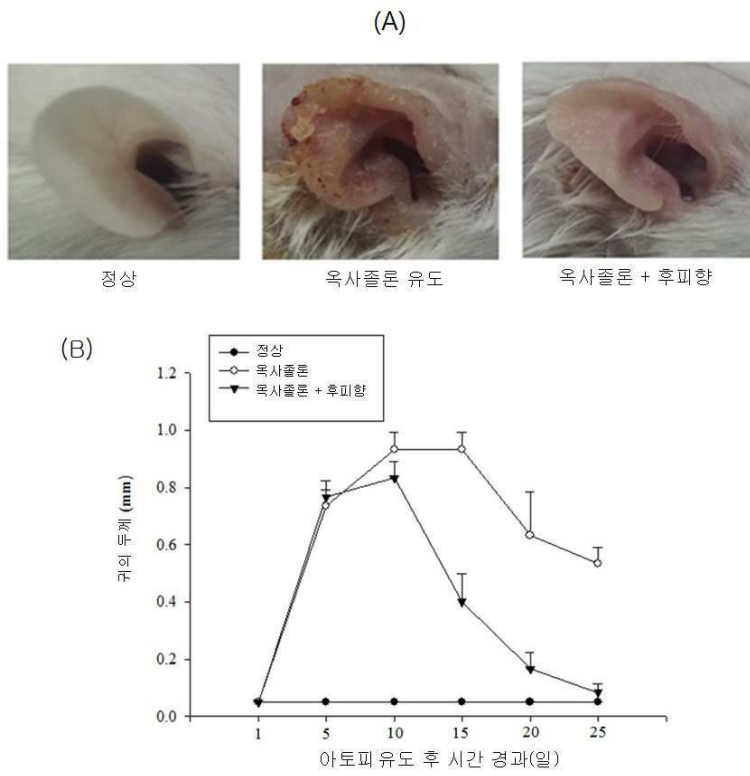 (A)
정상
옥사졸론 유도
옥사졸론 + 후피향
(B)
정상
옥사졸론
옥사졸론 + 후피향
1.2
1.0
0.8
0.6
0.4
0.2
0.0
귀의 두께 (mm)
1 5 10 15 20 25
아토피유도 후 시간 경과(일)